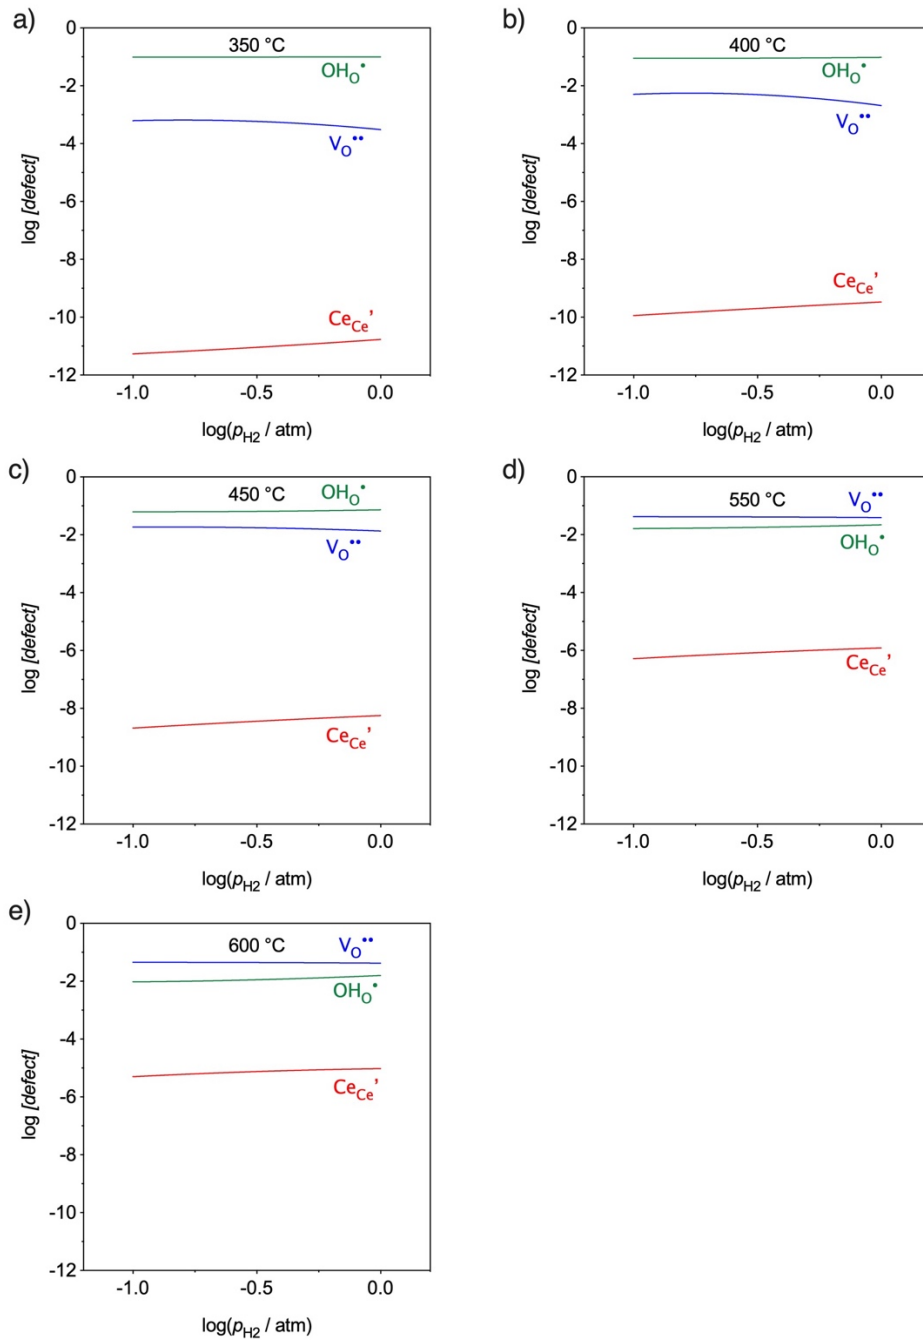 a)
350 °C
OHO•
VO••
CeCe’
log [defect]
0
-2
-4
-6
-8
-10
-12
-1.0
-0.5
0.0
log(pH2 / atm)
b)
400 °C
OHO•
VO••
CeCe’
log [defect]
0
-2
-4
-6
-8
-10
-12
-1.0
-0.5
0.0
log(pH2 / atm)
c)
450 °C
OHO•
VO••
CeCe’
log [defect]
0
-2
-4
-6
-8
-10
-12
-1.0
-0.5
0.0
log(pH2 / atm)
d)
550 °C
VO••
OHO•
CeCe’
log [defect]
0
-2
-4
-6
-8
-10
-12
-1.0
-0.5
0.0
log(pH2 / atm)
e)
600 °C
VO••
OHO•
CeCe’
log [defect]
0
-2
-4
-6
-8
-10
-12
-1.0
-0.5
0.0
log(pH2 / atm)